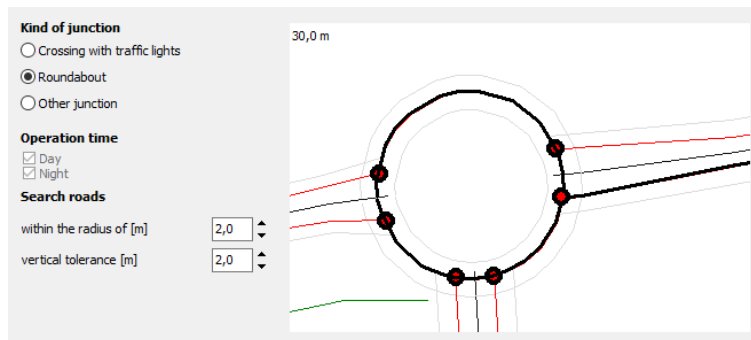 Kind of junction
Crossing with traffic lights
Roundabout
Other junction
Operation time
Day
Night
Search roads
within the radius of [m] 2,0
vertical tolerance [m] 2,0
30,0 m